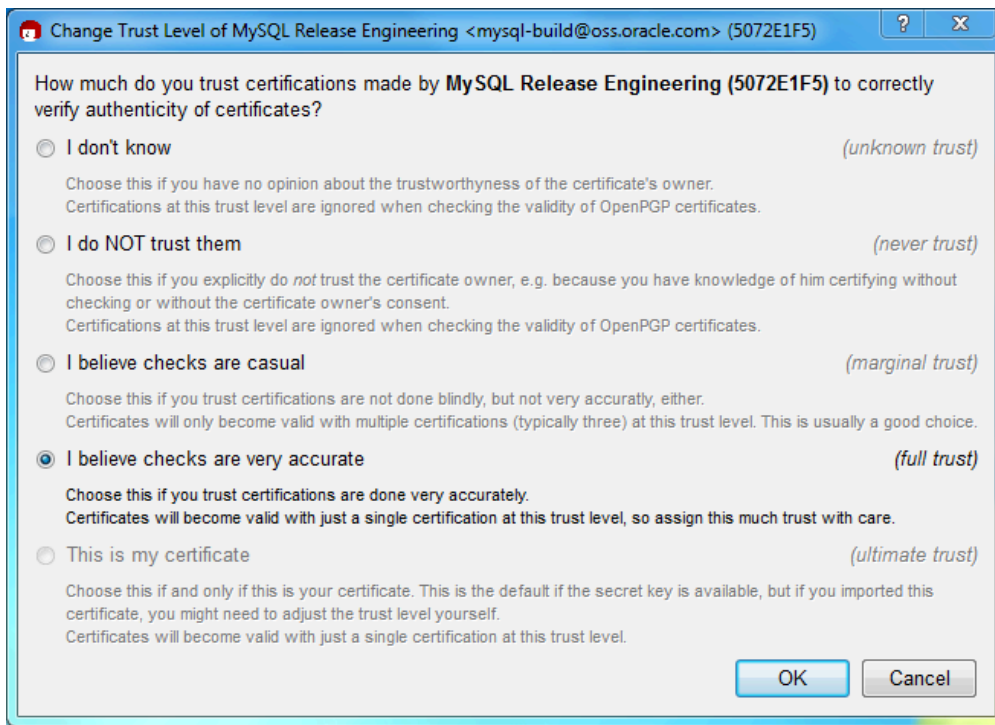 Change Trust Level of MySQL Release Engineering <mysql-build@oss.oracle.com> (5072E1F5)
How much do you trust certifications made by MySQL Release Engineering (5072E1F5) to correctly
verify authenticity of certificates?
I don't know (unknown trust)
Choose this if you have no opinion about the trustworthyness of the certificate's owner.
Certifications at this trust level are ignored when checking the validity of OpenPGP certificates.
I do NOT trust them (never trust)
Choose this if you explicitly do not trust the certificate owner, e.g. because you have knowledge of him certifying without
checking or without the certificate owner's consent.
Certifications at this trust level are ignored when checking the validity of OpenPGP certificates.
I believe checks are casual (marginal trust)
Choose this if you trust certifications are not done blindly, but not very accuratly, either.
Certificates will only become valid with multiple certifications (typically three) at this trust level. This is usually a good choice.
I believe checks are very accurate (full trust)
Choose this if you trust certifications are done very accurately.
Certificates will become valid with just a single certification at this trust level, so assign this much trust with care.
This is my certificate (ultimate trust)
Choose this if and only if this is your certificate. This is the default if the secret key is available, but if you imported this
certificate, you might need to adjust the trust level yourself.
Certificates will become valid with just a single certification at this trust level.
OK Cancel